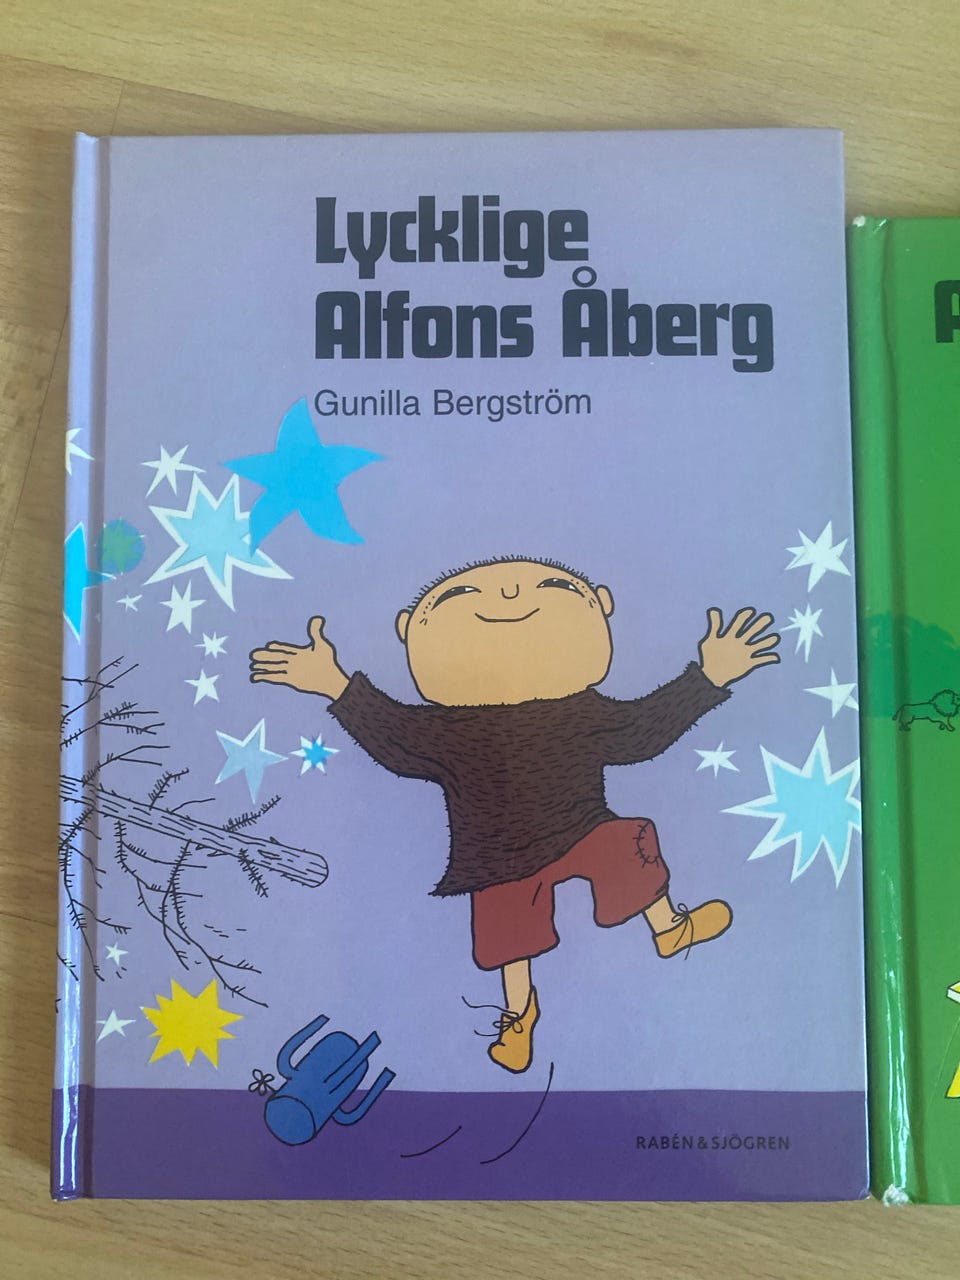 Lycklige
Alfons Åberg
Gunilla Bergström
RABÉN & SJÖGREN